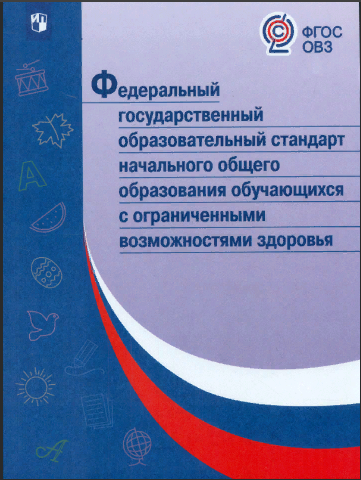 ФГОС
ОВЗ
Федеральный
государственный
образовательный стандарт
начального общего
образования обучающихся
с ограниченными
возможностями здоровья
А
А